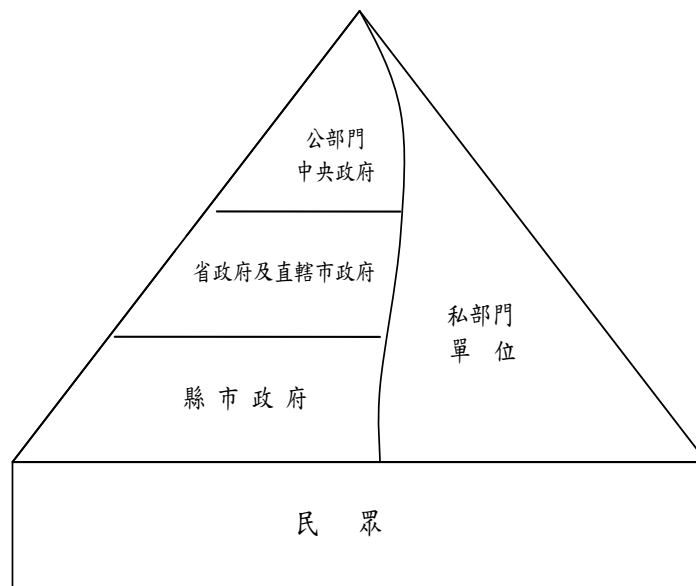 公部門
中央政府
省政府及直轄市政府
私部門
單 位
縣 市 政 府
民 眾